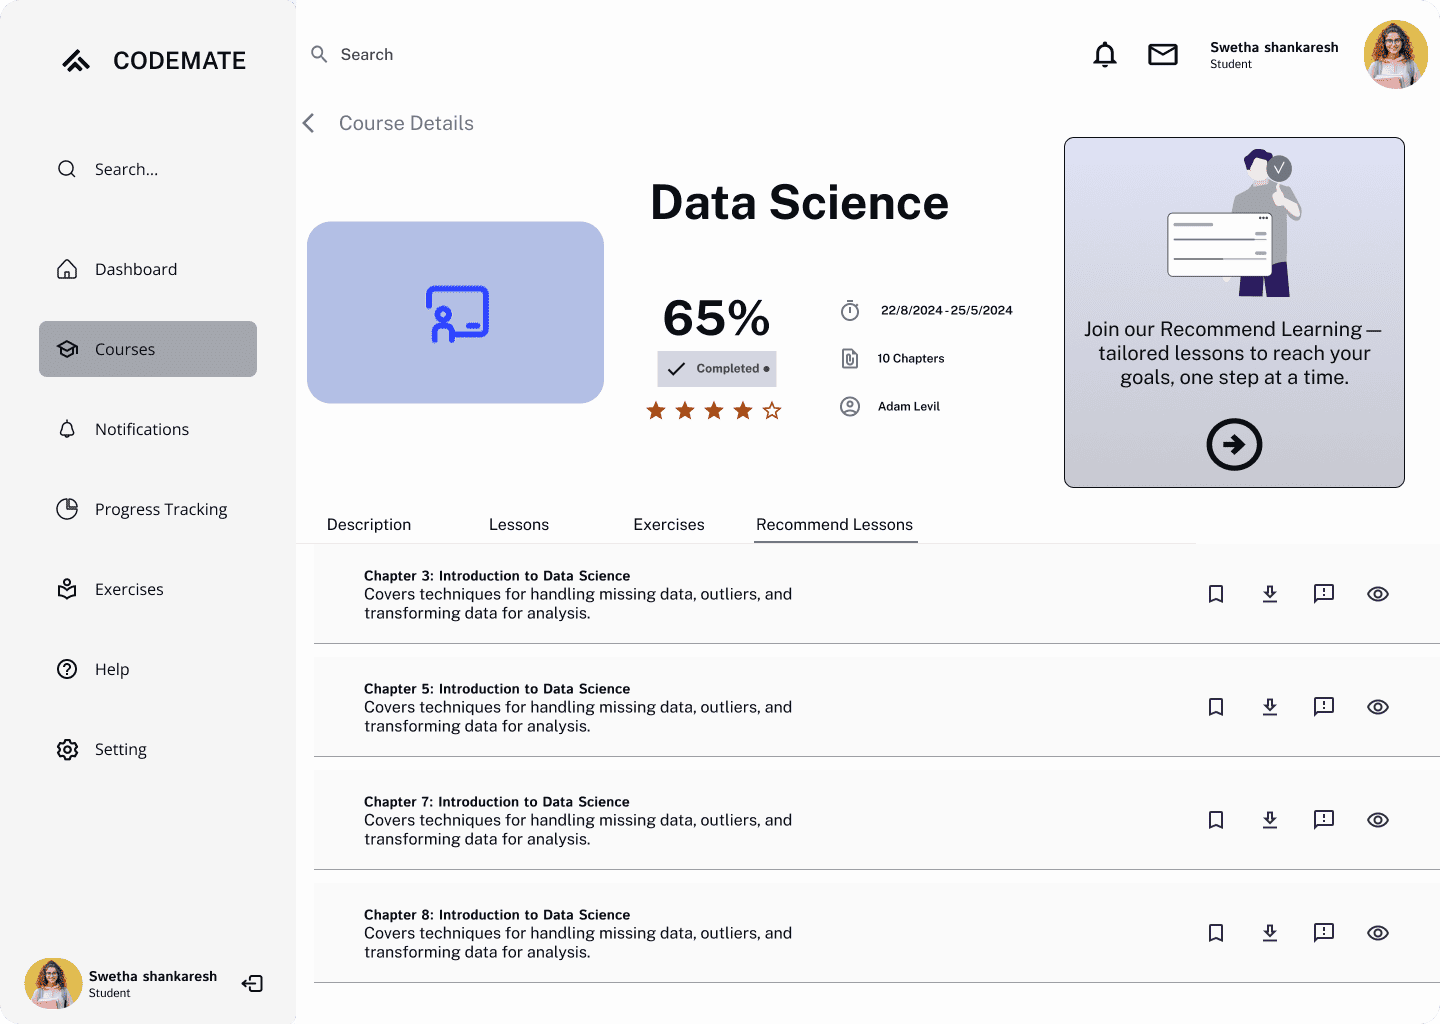 CODEMATE
Search...
Dashboard
Courses
Notifications
Progress Tracking
Exercises
Help
Setting
Swetha shankaresh
Student
Search
Swetha shankaresh
Student
Course Details
Data Science
65%
Completed
22/8/2024-25/5/2024
10 Chapters
Adam Levil
Join our Recommend Learning—
tailored lessons to reach your
goals, one step at a time.
Description
Lessons
Exercises
Recommend Lessons
Chapter 3: Introduction to Data Science
Covers techniques for handling missing data, outliers, and
transforming data for analysis.
Chapter 5: Introduction to Data Science
Covers techniques for handling missing data, outliers, and
transforming data for analysis.
Chapter 7: Introduction to Data Science
Covers techniques for handling missing data, outliers, and
transforming data for analysis.
Chapter 8: Introduction to Data Science
Covers techniques for handling missing data, outliers, and
transforming data for analysis.